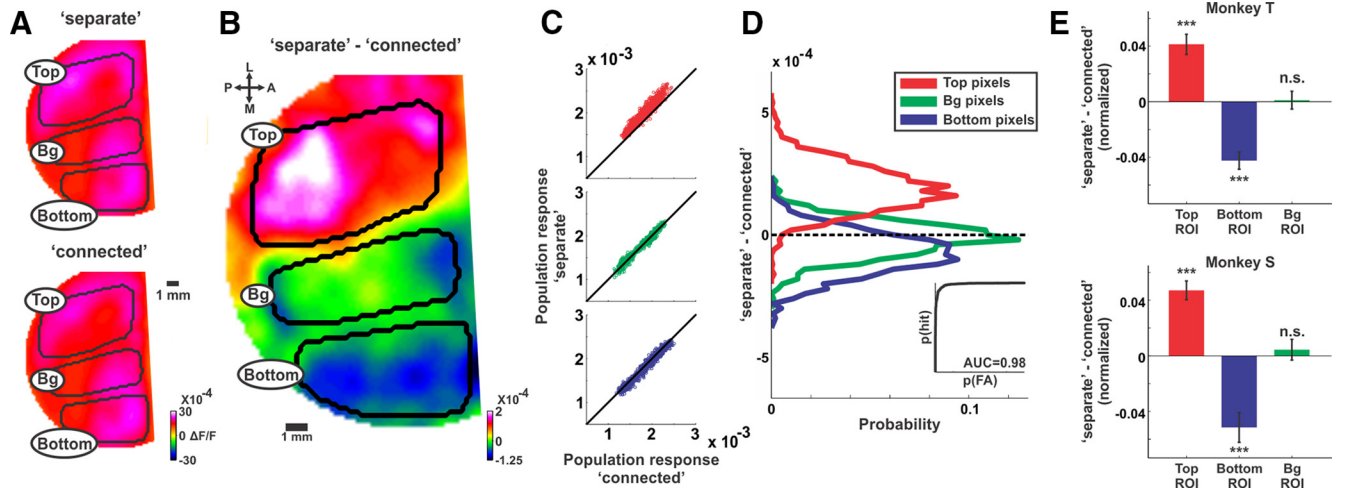 A
'separate'
Top
Bg
Bottom
'connected'
Top
Bg
Bottom
1 mm
X10-4
30
0 ΔF/F
-30
B
'separate' - 'connected'
L
P A
M
Top
Bg
Bottom
1 mm
X10-4
2
0
-1.25
C
x 10-3
3
2
1
3
2
1
3
2
1
1 2 3
x 10-3
Population response
'separate'
Population response
'connected'
D
x 10-4
5
0
-5
'separate' - 'connected'
Top pixels
Bg pixels
Bottom pixels
p(hit)
AUC=0.98
p(FA)
0 0.1
Probability
E
Monkey T
'separate' - 'connected'
(normalized)
0.04
0
-0.04
***
***
n.s.
Top ROI
Bottom ROI
Bg ROI
Monkey S
'separate' - 'connected'
(normalized)
0.04
0
-0.04
***
***
n.s.
Top ROI
Bottom ROI
Bg ROI